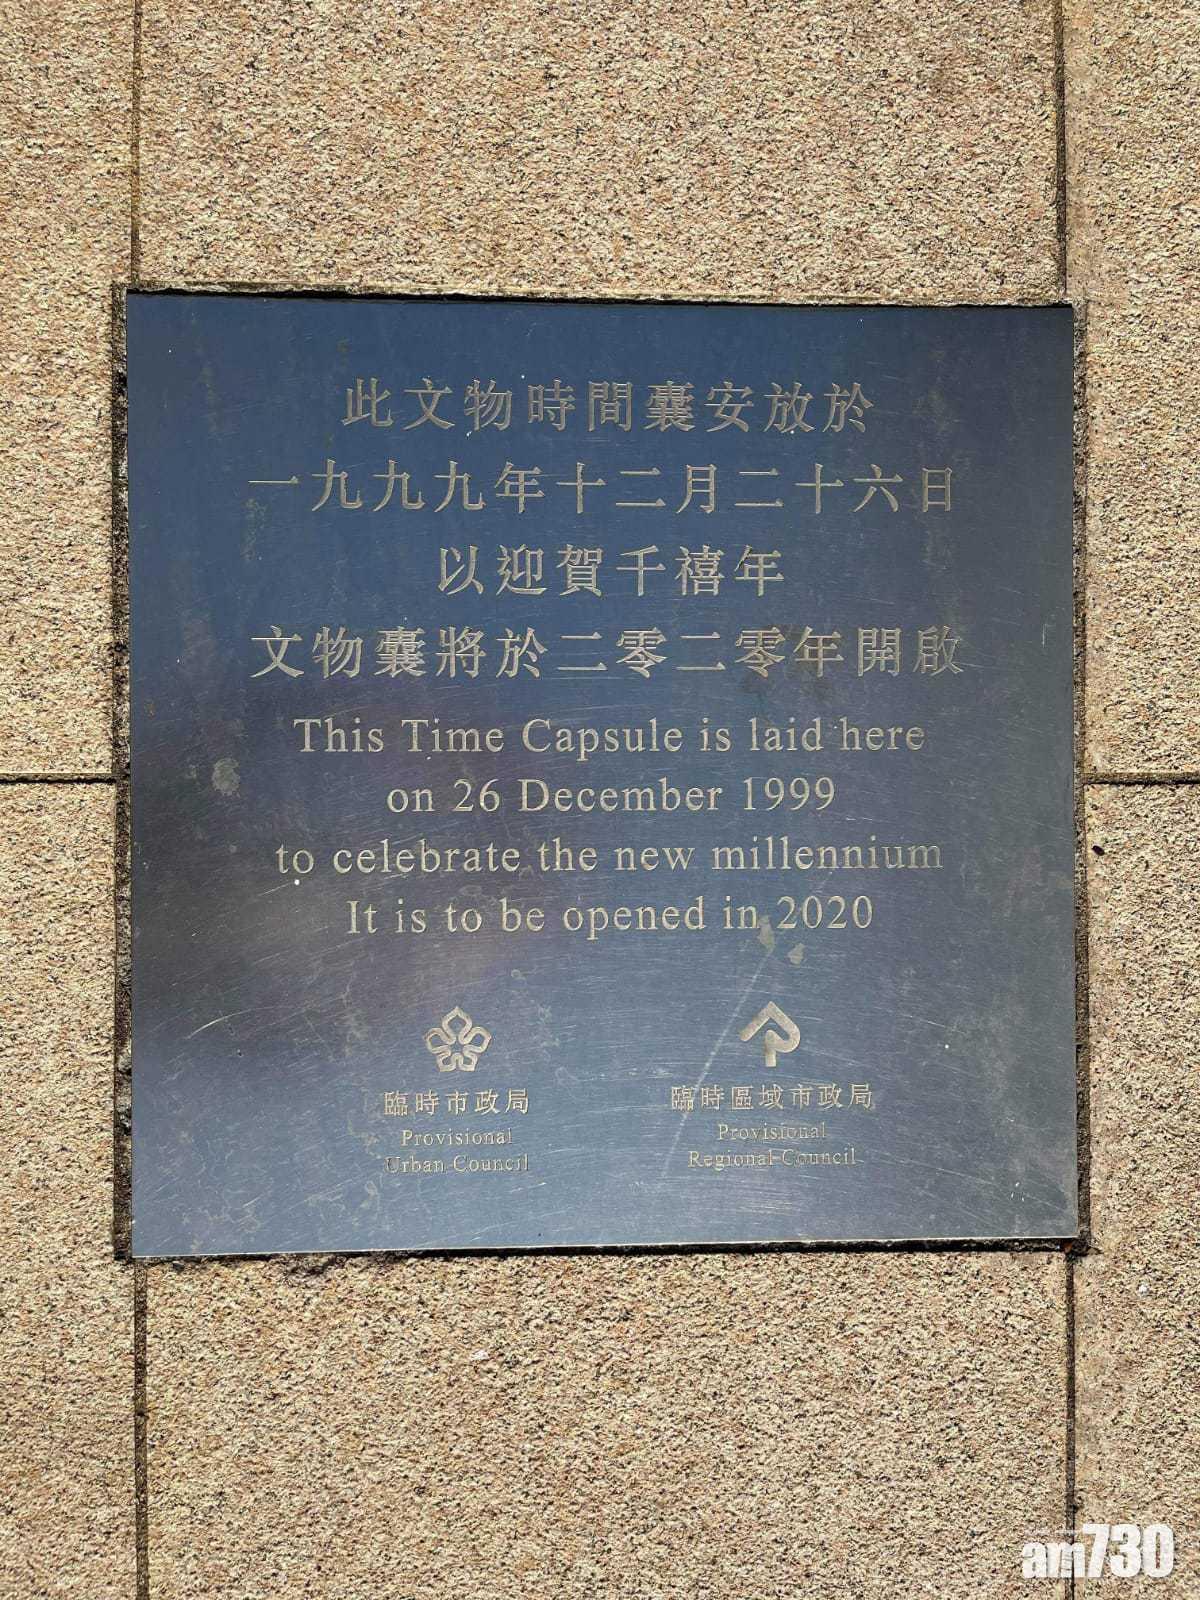 此文物時間囊安放於
一九九九年十二月二十六日
以迎賀千禧年
文物囊將於二零二零年開啟
This Time Capsule is laid here
on 26 December 1999
to celebrate the new millennium
It is to be opened in 2020
臨時市政局
Provisional
Urban Council
臨時區域市政局
Provisional
Regional Council
am730